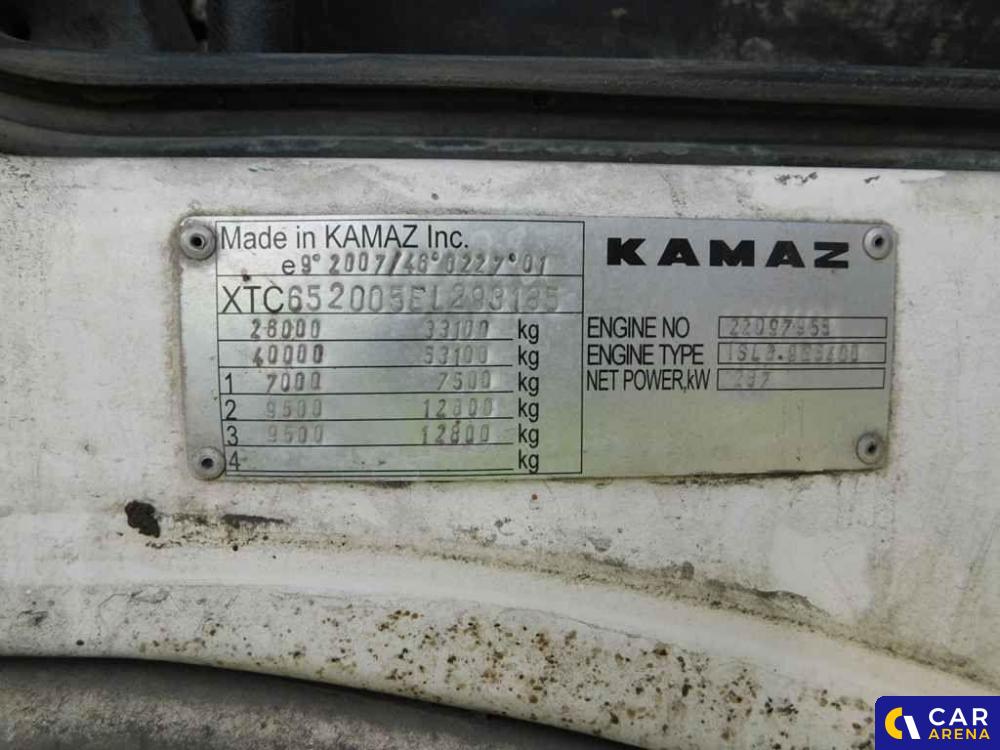 Made in KAMAZ Inc.
e9*2007/46*0227*01
26000 33100 kg
40000 53100 kg
1 7000 7500 kg
2 9500 12800 kg
3 9500 12800 kg
4 kg
KAMAZ
ENGINE NO
ENGINE TYPE
NET POWER,kW 297
CAR
ARENA